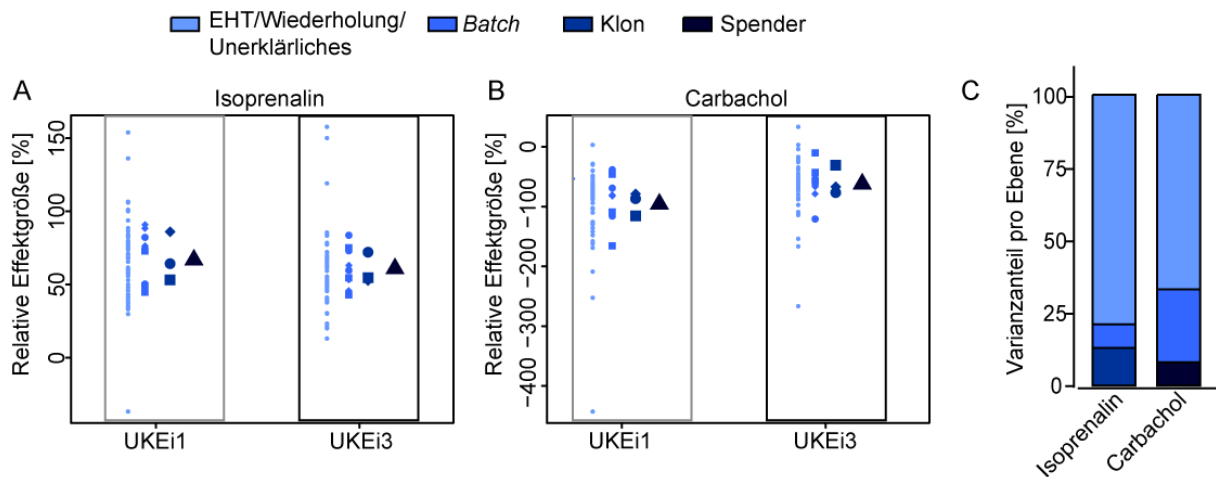 EHT/Wiederholung/
Unerklärliches
Batch
Klon
Spender
A
Isoprenalin
Relative Effektgröße [%]
150
100
50
0
UKEi1
UKEi3
B
Carbachol
Relative Effektgröße [%]
0
−100
−200
−300
−400
UKEi1
UKEi3
C
Varianzanteil pro Ebene [%]
100
75
50
25
0
Isoprenalin
Carbachol